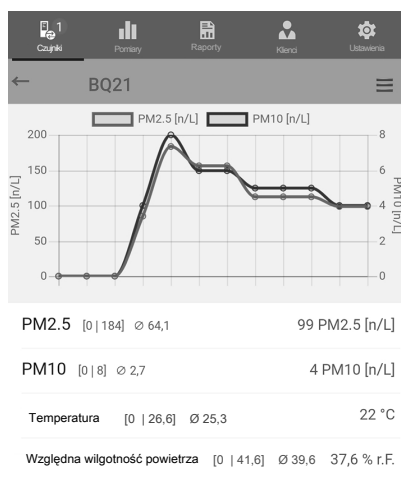 1
Czujniki Pomiary Raporty Klienci Ustawienia
← BQ21
PM2.5 [n/L] PM10 [n/L]
200 8
150 6
100 4
50 2
0 0
PM2.5 [n/L]
PM10 [n/L]
PM2.5 [0 | 184] ∅ 64,1 99 PM2.5 [n/L]
PM10 [0 | 8] ∅ 2,7 4 PM10 [n/L]
Temperatura [0 | 26,6] Ø 25,3 22 °C
Względna wilgotność powietrza [0 | 41,6] Ø 39,6 37,6 % r.F.